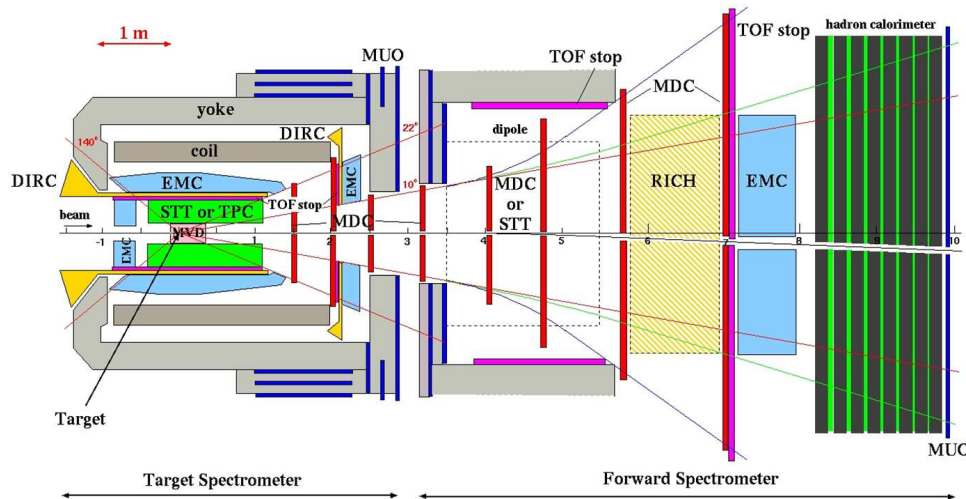 1 m
MUO
TOF stop
hadron calorimeter
TOF stop
MDC
yoke
DIRC
22°
dipole
140°
coil
DIRC
EMC
EMC
10°
MDC
or
STT
RICH
EMC
STT or TPC
TOF stop
MDC
beam
MVD
-1 1 2 3 4 5 6 7 8 9 10
EMC
Target
MUO
Target Spectrometer
Forward Spectrometer